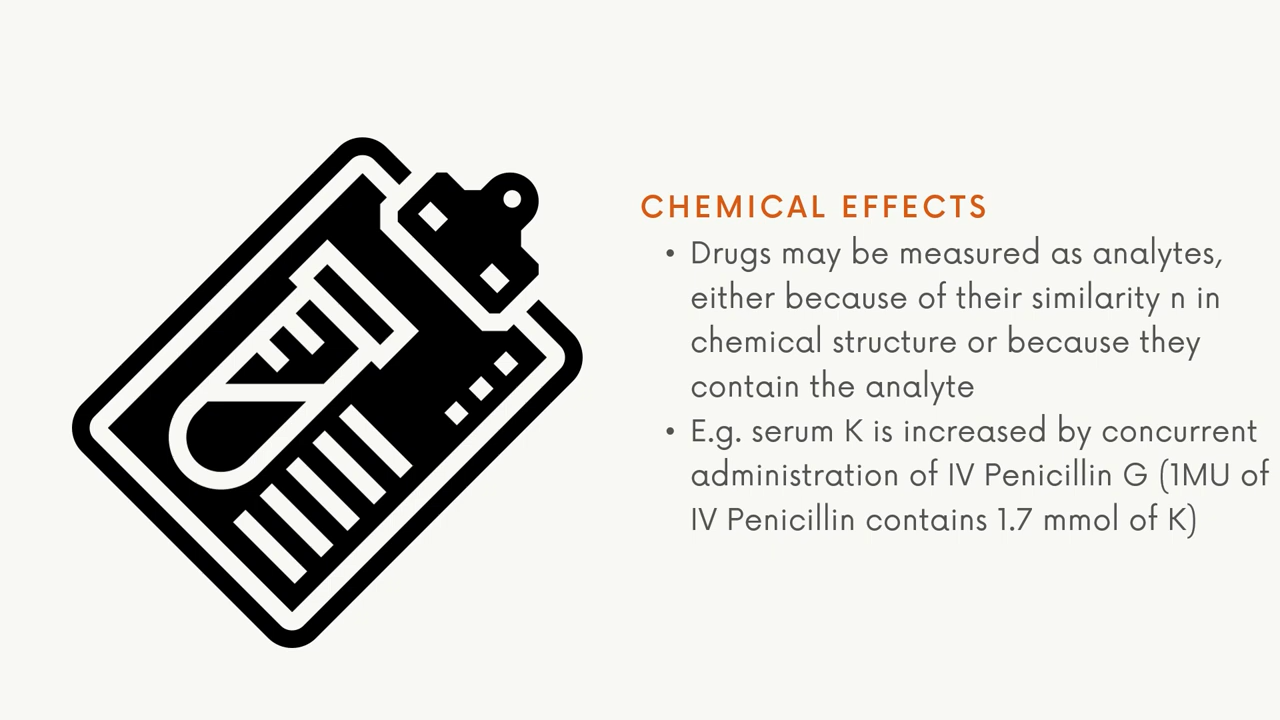 CHEMICAL EFFECTS
• Drugs may be measured as analytes,
either because of their similarity n in
chemical structure or because they
contain the analyte
• E.g. serum K is increased by concurrent
administration of IV Penicillin G (1MU of
IV Penicillin contains 1.7 mmol of K)